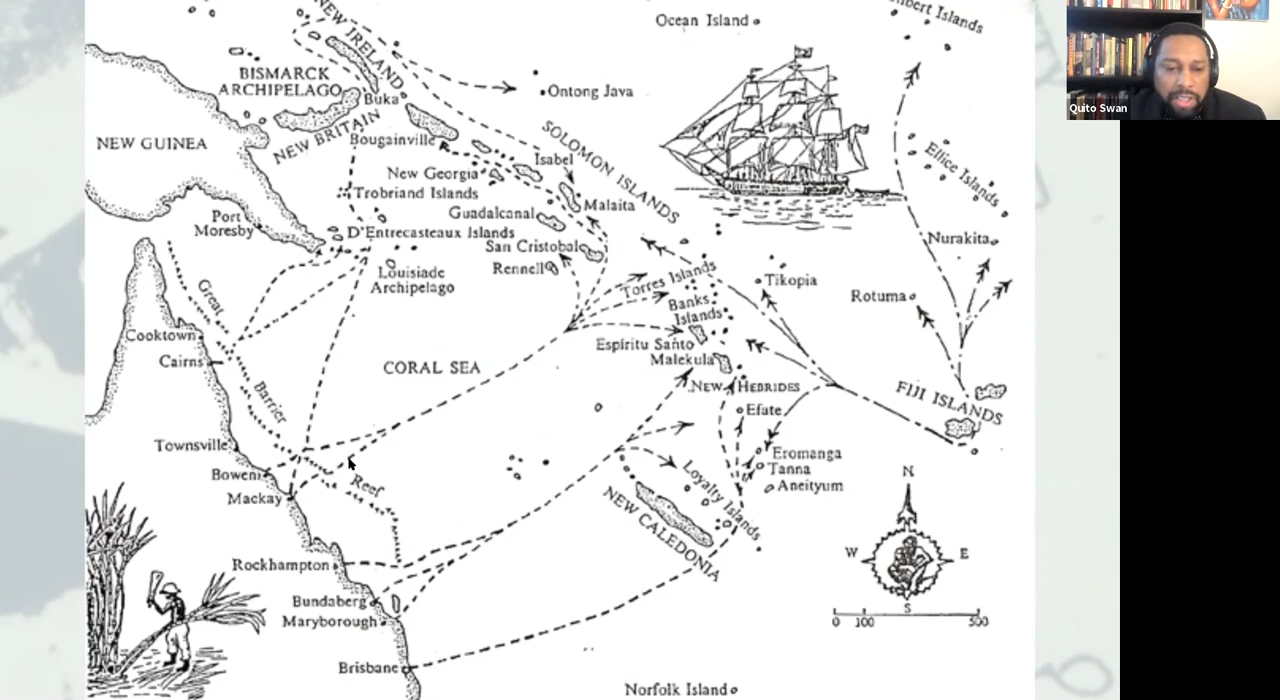 NEW IRELAND
Ocean Island
bert Islands
Quito Swan
BISMARCK
ARCHIPELAGO
Buka
Ontong Java
NEW GUINEA
NEW BRITAIN
Bougainville
SOLOMON ISLANDS
Isabel
Ellice Islands
New Georgia
Trobriand Islands
Malaita
Guadalcanal
Port
Moresby
D'Entrecasteaux Islands
San Cristobal
Nurakita
Rennell
Louisiade
Archipelago
Torres Islands
Tikopia
Rotuma
Banks
Islands
Great
Barrier
Reef
Cooktown
Cairns
Espíritu Santo
Malekula
CORAL SEA
NEW HEBRIDES
FIJI ISLANDS
Efate
Townsville
Eromanga
Tanna
Aneityum
Bowen
Mackay
Loyalty Islands
NEW CALEDONIA
N
W
E
S
0 100 500
Rockhampton
Bundaberg
Maryborough
Brisbane
Norfolk Island